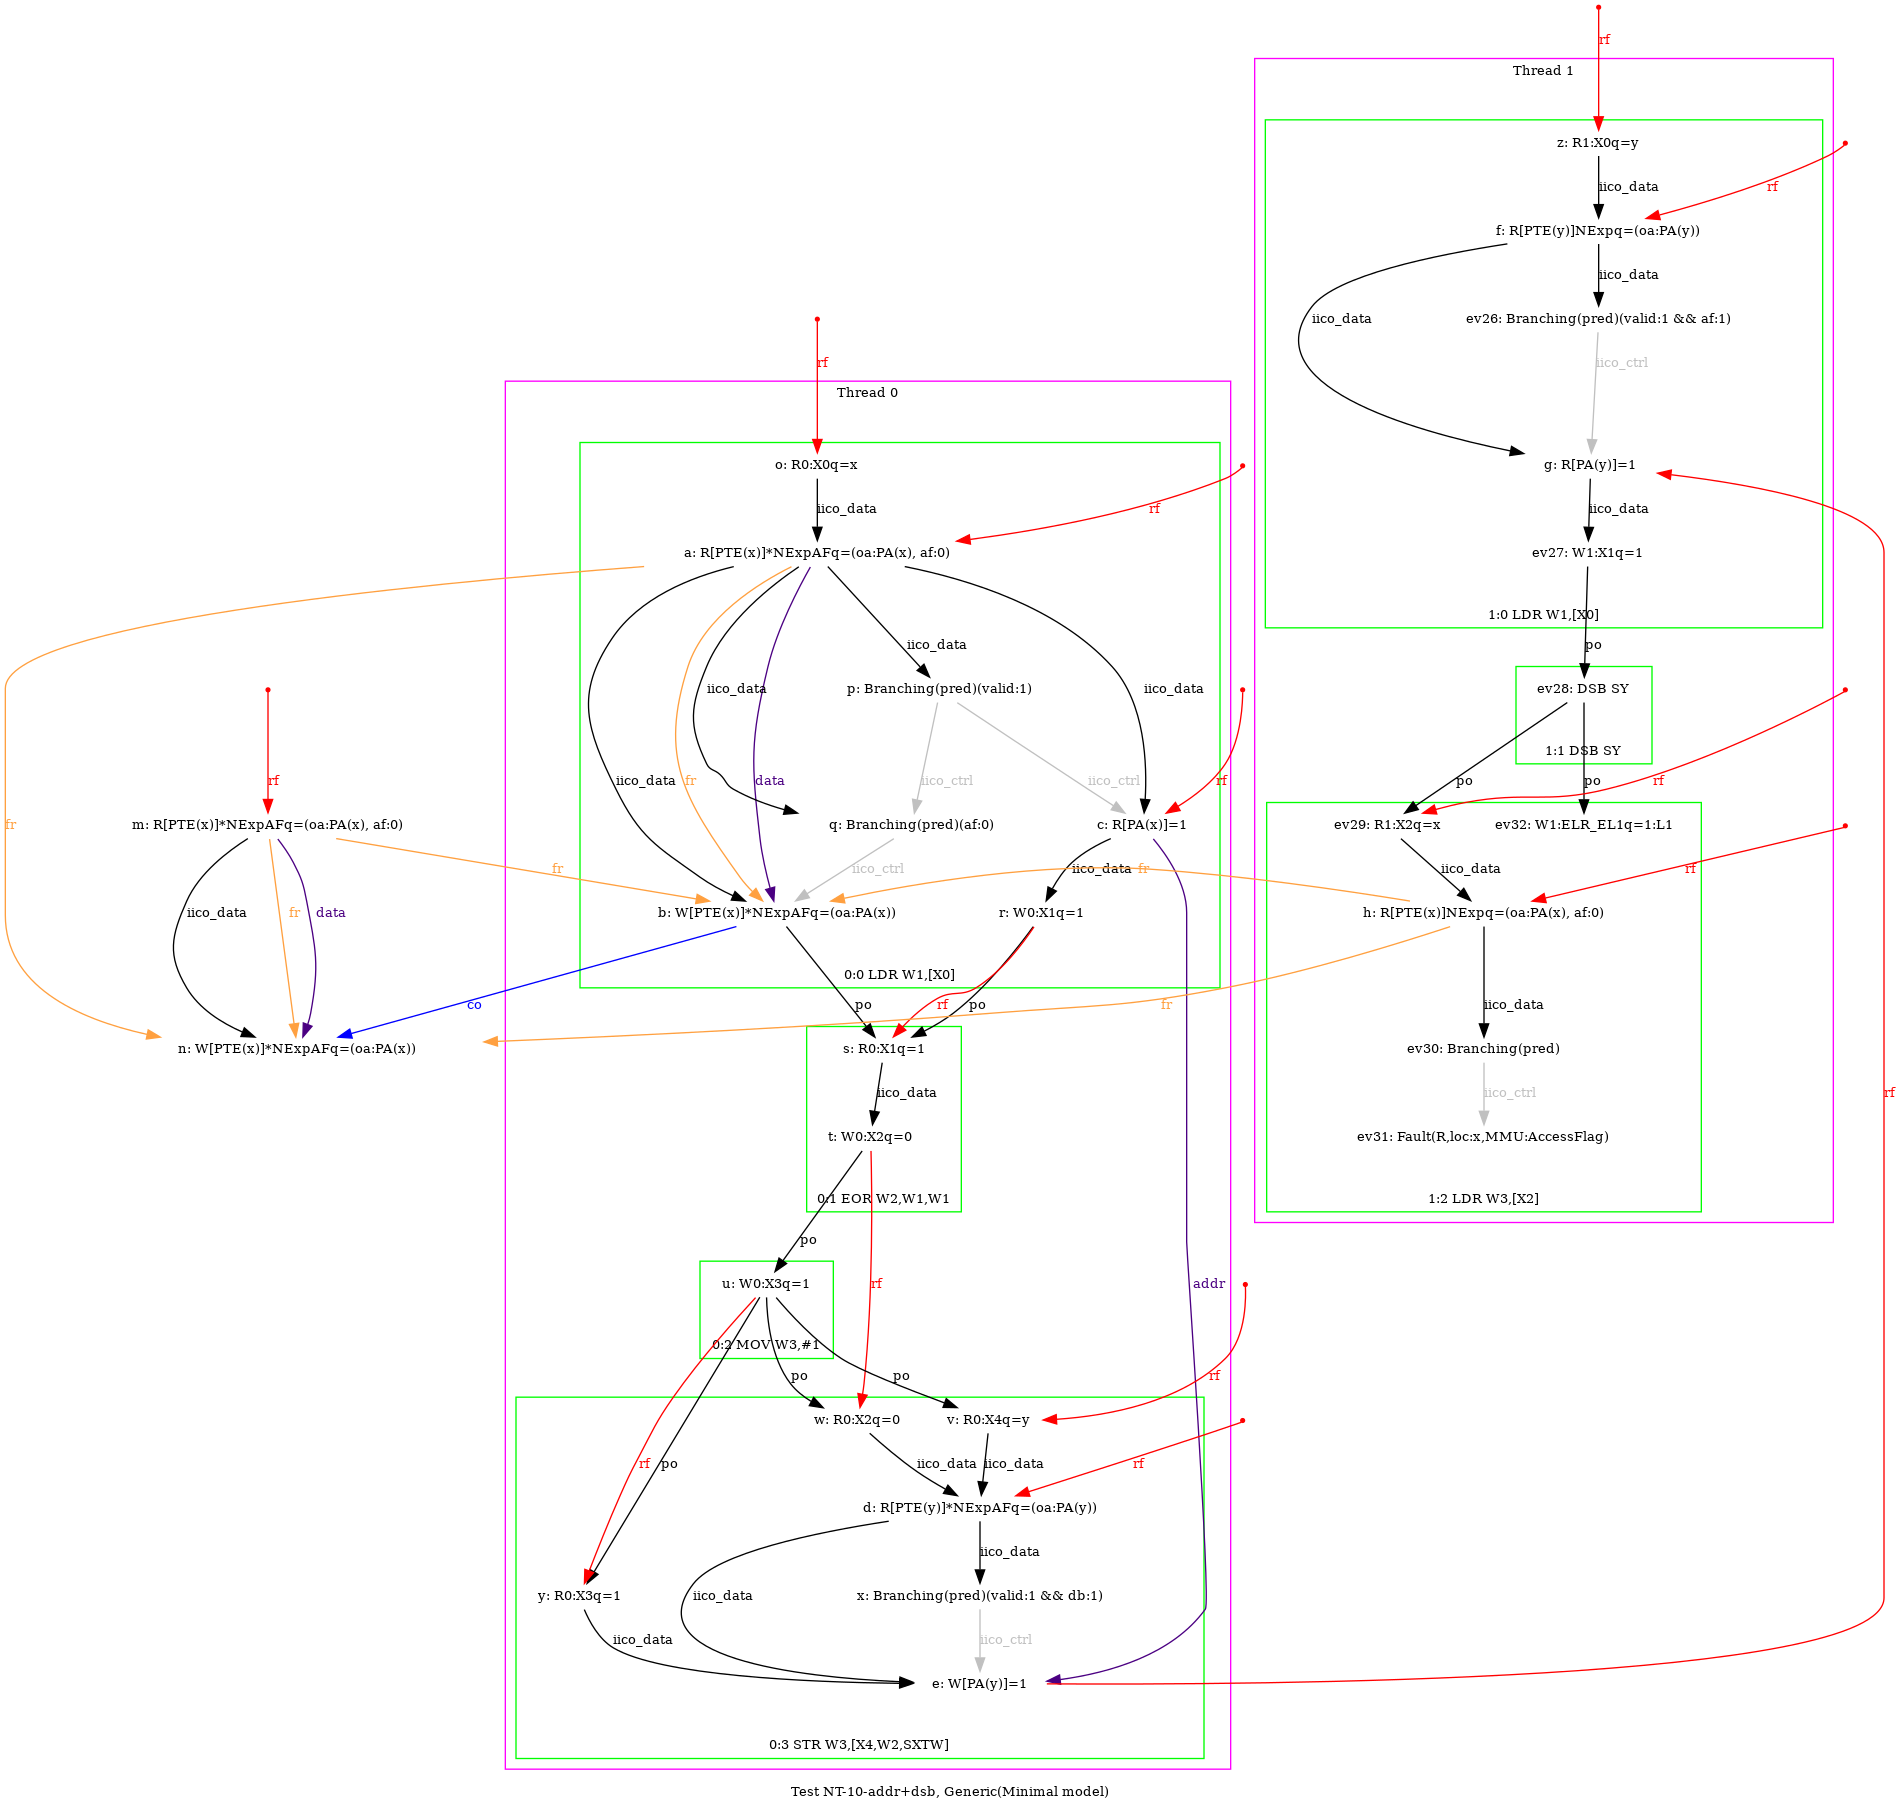 rf
Thread 1
z: R1:X0q=y
iico_data
rf
f: R[PTE(y)]NExpq=(oa:PA(y))
iico_data
iico_data
ev26: Branching(pred)(valid:1 && af:1)
rf
iico_ctrl
Thread 0
o: R0:X0q=x
g: R[PA(y)]=1
iico_data
rf
iico_data
a: R[PTE(x)]*NExpAFq=(oa:PA(x), af:0)
ev27: W1:X1q=1
1:0 LDR W1,[X0]
iico_data
po
iico_data
p: Branching(pred)(valid:1)
iico_data
ev28: DSB SY
1:1 DSB SY
rf
iico_data
fr
data
iico_ctrl
iico_ctrl
rf
po
po
rf
fr
m: R[PTE(x)]*NExpAFq=(oa:PA(x), af:0)
q: Branching(pred)(af:0)
c: R[PA(x)]=1
ev29: R1:X2q=x
ev32: W1:ELR_EL1q=1:L1
fr
iico_ctrl
iico_data
fr
iico_data
rf
iico_data
fr
data
b: W[PTE(x)]*NExpAFq=(oa:PA(x))
r: W0:X1q=1
h: R[PTE(x)]NExpq=(oa:PA(x), af:0)
0:0 LDR W1,[X0]
co
po
rf
po
fr
iico_data
n: W[PTE(x)]*NExpAFq=(oa:PA(x))
s: R0:X1q=1
ev30: Branching(pred)
iico_data
iico_ctrl
rf
t: W0:X2q=0
ev31: Fault(R,loc:x,MMU:AccessFlag)
0:1 EOR W2,W1,W1
1:2 LDR W3,[X2]
po
u: W0:X3q=1
rf
addr
0:2 MOV W3,#1
po
po
rf
w: R0:X2q=0
v: R0:X4q=y
rf
po
iico_data
iico_data
rf
d: R[PTE(y)]*NExpAFq=(oa:PA(y))
iico_data
y: R0:X3q=1
iico_data
x: Branching(pred)(valid:1 && db:1)
iico_data
iico_ctrl
e: W[PA(y)]=1
0:3 STR W3,[X4,W2,SXTW]
Test NT-10-addr+dsb, Generic(Minimal model)